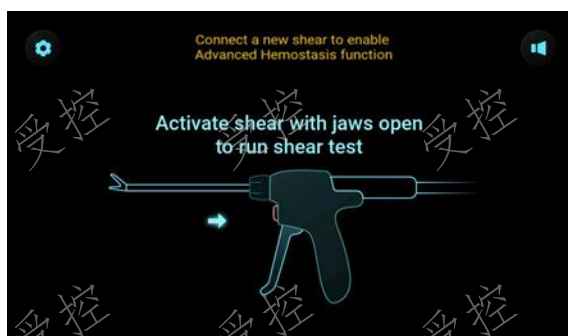 Connect a new shear to enable
Advanced Hemostasis function
受控 受控
Activate shear with jaws open
to run shear test
受控
受控 受控 受控